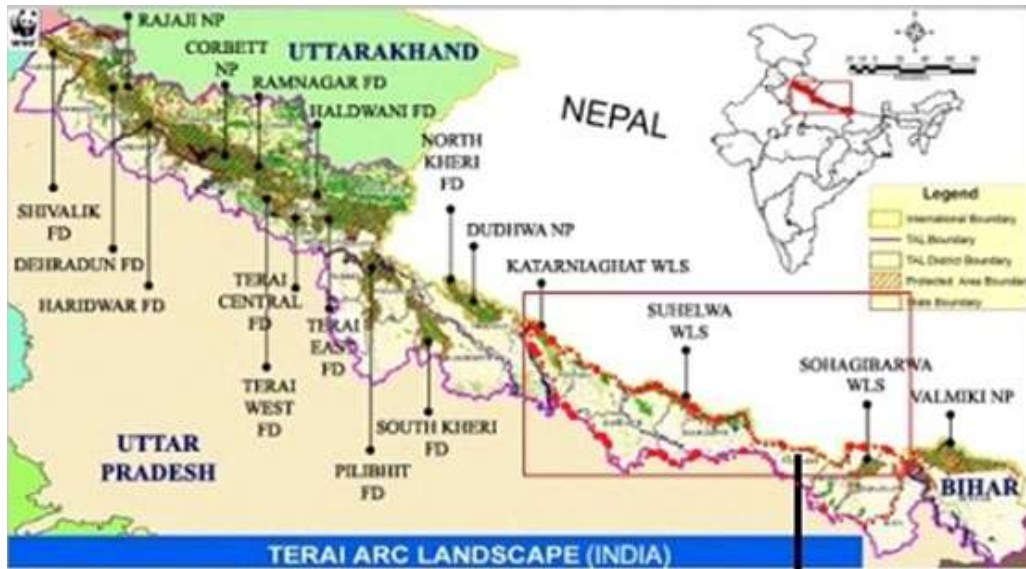 WWF
RAJAJI NP
CORBETT
NP
UTTARAKHAND
RAMNAGAR FD
HALDWANI FD
NEPAL
NORTH
KHERI
FD
DUDHWA NP
KATARNIAGHAT WLS
SUHELWA
WLS
SOHAGIBARWA
WLS
VALMIKI NP
Legend
International Boundary
TAL Boundary
TAL District Boundary
Protected Area Boundary
State Boundary
SHIVALIK
FD
DEHRADUN FD
HARIDWAR FD
TERAI
CENTRAL
FD
TERAI
EAST
FD
TERAI
WEST
FD
SOUTH KHERI
FD
PILIBHIT
FD
UTTAR
PRADESH
BIHAR
TERAI ARC LANDSCAPE (INDIA)